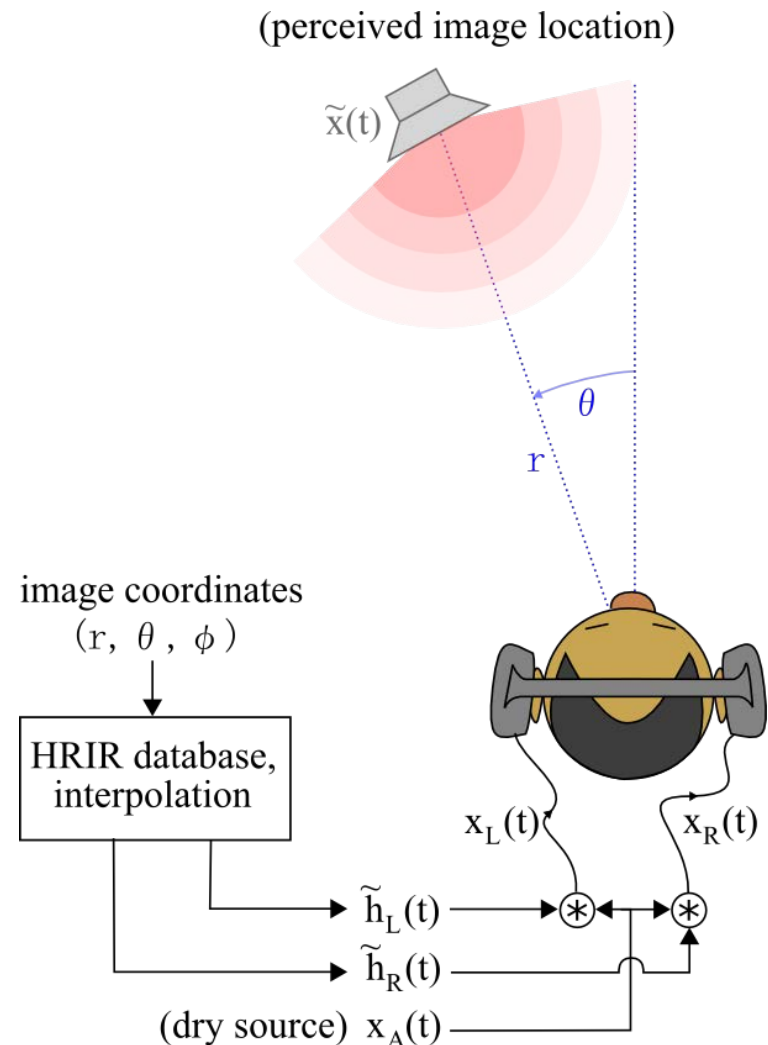 (perceived image location)
x̃(t)
θ
r
image coordinates
(r, θ, ϕ)
HRIR database,
interpolation
x_L(t)
x_R(t)
h̃_L(t)
h̃_R(t)
(dry source) x_A(t)